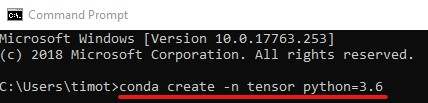 Command Prompt
Microsoft Windows [Version 10.0.17763.253]
(c) 2018 Microsoft Corporation. All rights reserved.
C:\Users\timot>conda create -n tensor python=3.6